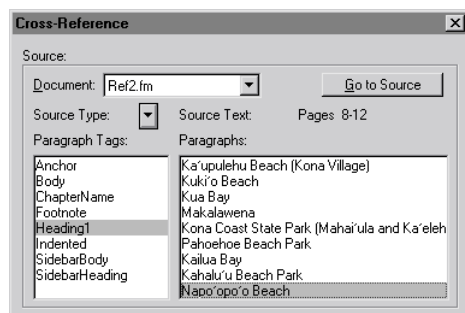 Cross-Reference
Source:
Document: Ref2.fm
Go to Source
Source Type:
Source Text: Pages 8-12
Paragraph Tags:
Paragraphs:
Anchor
Body
ChapterName
Footnote
Heading1
Indented
SidebarBody
SidebarHeading
Ka´upulehu Beach (Kona Village)
Kuki´o Beach
Kua Bay
Makalawena
Kona Coast State Park (Mahai´ula and Ka´eleh
Pahoehoe Beach Park
Kailua Bay
Kahalu´u Beach Park
Napo´opo´o Beach